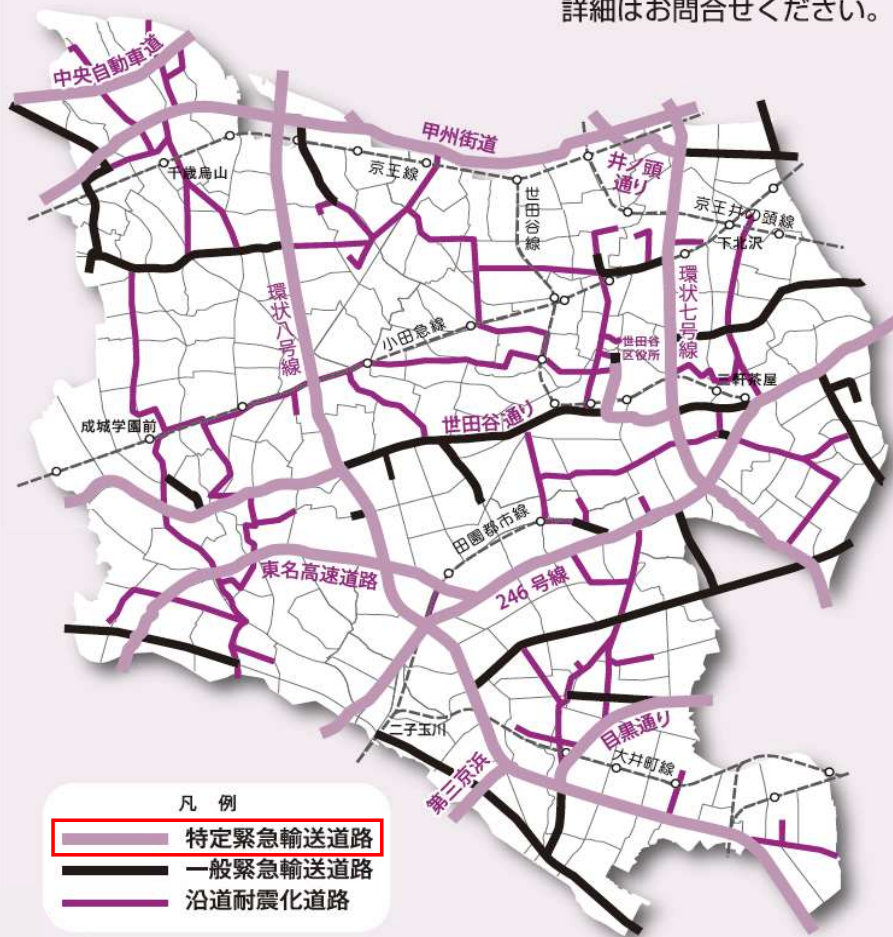 詳細はお問合せください。
中央自動車道
甲州街道
千歳烏山
京王線
世田谷線
井ノ頭
通り
京王井の頭線
下北沢
環状八号線
環状七号線
小田急線
世田谷
区役所
三軒茶屋
成城学園前
世田谷通り
田園都市線
東名高速道路
246号線
二子玉川
目黒通り
大井町線
第三京浜
凡 例
特定緊急輸送道路
一般緊急輸送道路
沿道耐震化道路